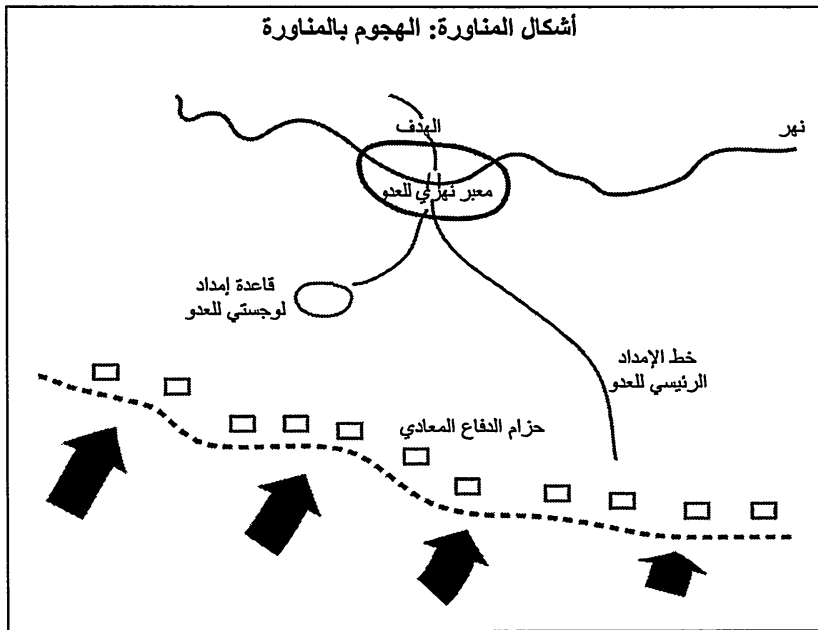 أشكال المناورة: الهجوم بالمناورة
الهدف
نهر
معبر نهري للعدو
قاعدة إمداد
لوجستي للعدو
خط الإمداد
الرئيسي للعدو
حزام الدفاع المعادي